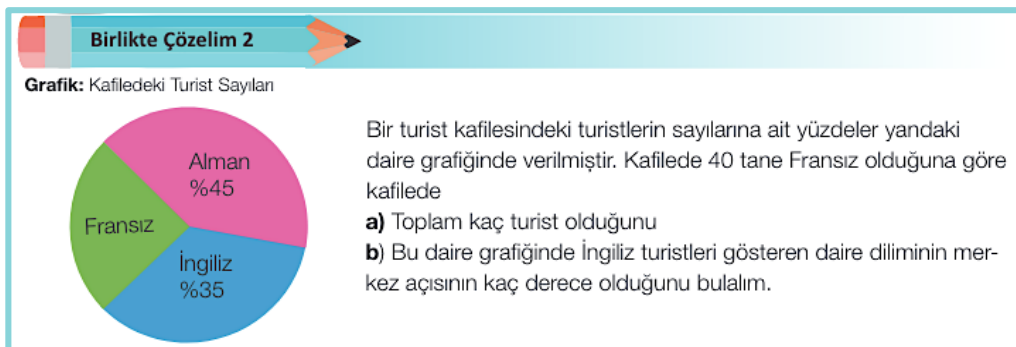 Birlikte Çözelim 2
Grafik: Kafiledeki Turist Sayıları
Alman
%45
Fransız
İngiliz
%35
Bir turist kafilesindeki turistlerin sayılarına ait yüzdeler yandaki
daire grafiğinde verilmiştir. Kafilede 40 tane Fransız olduğuna göre
kafilede
a) Toplam kaç turist olduğunu
b) Bu daire grafiğinde İngiliz turistleri gösteren daire diliminin mer-
kez açısının kaç derece olduğunu bulalım.